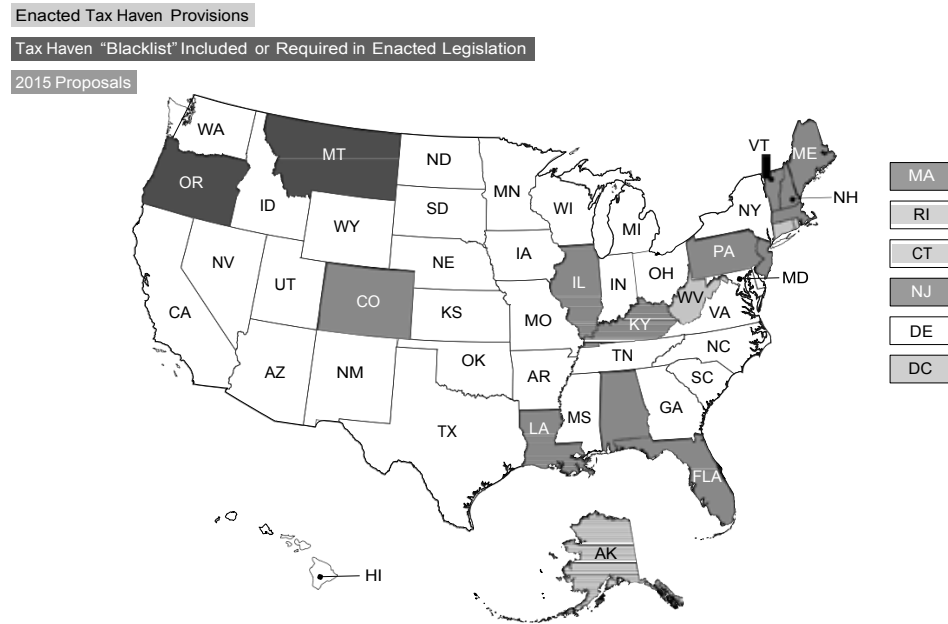 Enacted Tax Haven Provisions
Tax Haven “Blacklist” Included or Required in Enacted Legislation
2015 Proposals
WA
MT
ND
MN
VT
ME
OR
ID
SD
WI
MI
NY
NH
MA
WY
RI
IA
PA
NV
NE
OH
CT
UT
IL
IN
MD
CO
WV
NJ
CA
KS
MO
KY
VA
DE
NC
OK
TN
AZ
NM
AR
SC
DC
MS
GA
TX
LA
FLA
AK
HI